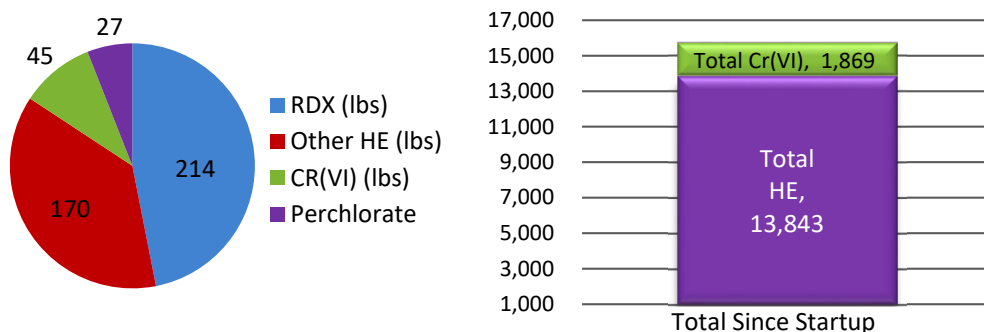 27
45
214
170
RDX (lbs)
Other HE (lbs)
CR(VI) (lbs)
Perchlorate
17,000
15,000
13,000
11,000
9,000
7,000
5,000
3,000
1,000
Total Cr(VI), 1,869
Total
HE,
13,843
Total Since Startup